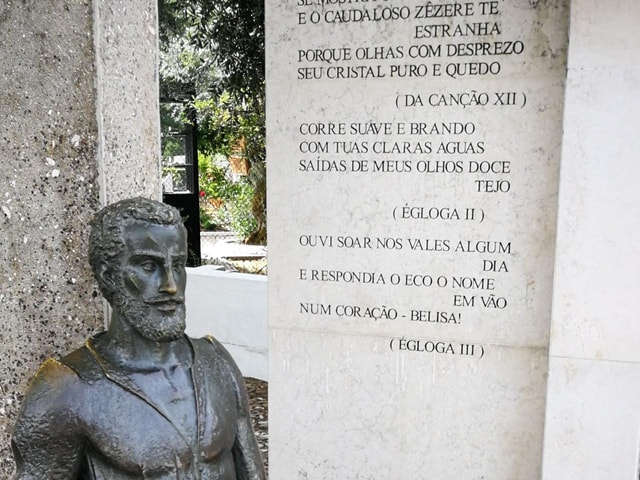 SE MOSTRA
E O CAUDALOSO ZÊZERE TE
ESTRANHA
PORQUE OLHAS COM DESPREZO
SEU CRISTAL PURO E QUEDO
( DA CANÇÃO XII )
CORRE SUAVE E BRANDO
COM TUAS CLARAS AGUAS
SAÍDAS DE MEUS OLHOS DOCE
TEJO
( ÉGLOGA II )
OUVI SOAR NOS VALES ALGUM
DIA
E RESPONDIA O ECO O NOME
EM VÃO
NUM CORAÇÃO - BELISA!
( ÉGLOGA III )